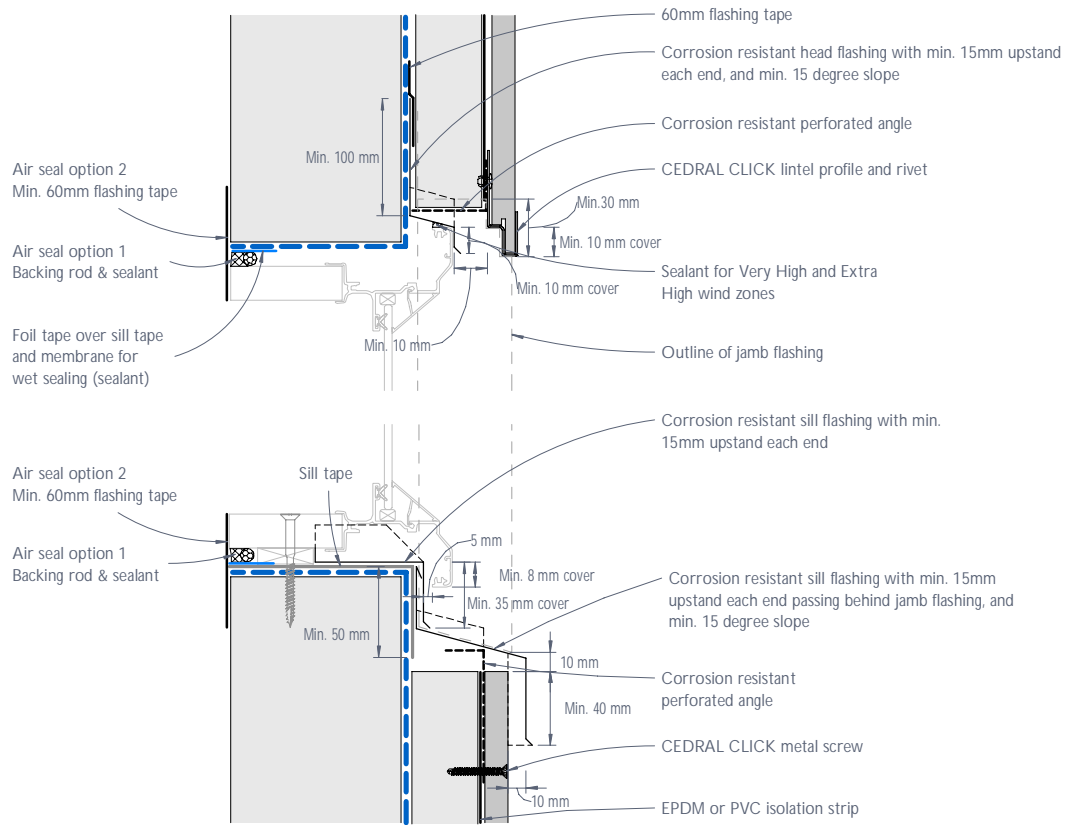 60mm flashing tape
Corrosion resistant head flashing with min. 15mm upstand
each end, and min. 15 degree slope
Corrosion resistant perforated angle
CEDRAL CLICK lintel profile and rivet
Min. 100 mm
Air seal option 2
Min. 60mm flashing tape
Min.30 mm
Min. 10 mm cover
Air seal option 1
Backing rod & sealant
Sealant for Very High and Extra
High wind zones
Min. 10 mm cover
Foil tape over sill tape
and membrane for
wet sealing (sealant)
Min. 10 mm
Outline of jamb flashing
Corrosion resistant sill flashing with min.
15mm upstand each end
Air seal option 2
Min. 60mm flashing tape
Sill tape
Air seal option 1
Backing rod & sealant
5 mm
Min. 8 mm cover
Min. 35 mm cover
Corrosion resistant sill flashing with min. 15mm
upstand each end passing behind jamb flashing, and
min. 15 degree slope
Min. 50 mm
10 mm
Corrosion resistant
perforated angle
Min. 40 mm
CEDRAL CLICK metal screw
10 mm
EPDM or PVC isolation strip